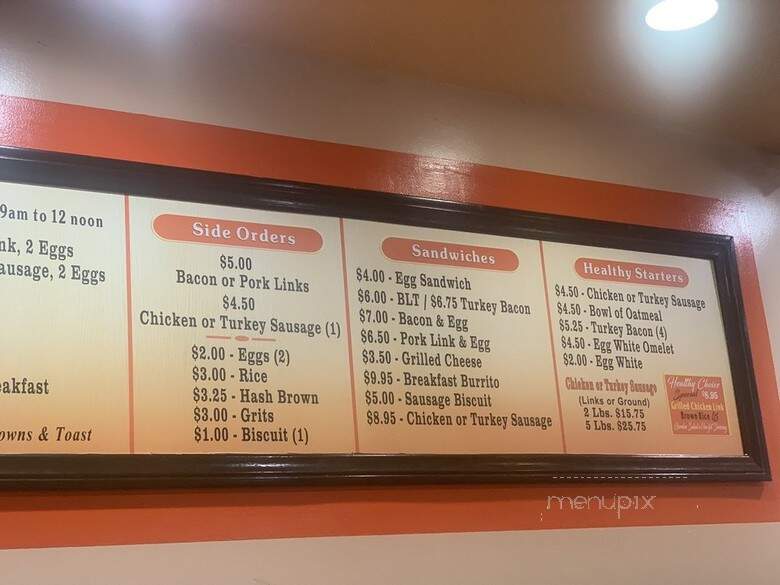 9am to 12 noon
nk, 2 Eggs
ausage, 2 Eggs
eakfast
owns & Toast
Side Orders
$5.00
Bacon or Pork Links
$4.50
Chicken or Turkey Sausage (1)
$2.00 - Eggs (2)
$3.00 - Rice
$3.25 - Hash Brown
$3.00 - Grits
$1.00 - Biscuit (1)
Sandwiches
$4.00 - Egg Sandwich
$6.00 - BLT / $6.75 Turkey Bacon
$7.00 - Bacon & Egg
$6.50 - Pork Link & Egg
$3.50 - Grilled Cheese
$9.95 - Breakfast Burrito
$5.00 - Sausage Biscuit
$8.95 - Chicken or Turkey Sausage
Healthy Starters
$4.50 - Chicken or Turkey Sausage
$4.50 - Bowl of Oatmeal
$5.25 - Turkey Bacon (4)
$4.50 - Egg White Omelet
$2.00 - Egg White
Chicken or Turkey Sausage
(Links or Ground)
2 Lbs. $15.75
5 Lbs. $25.75
Healthy Choice
Special $6.95
Grilled Chicken Link
Brown Rice &
menupix